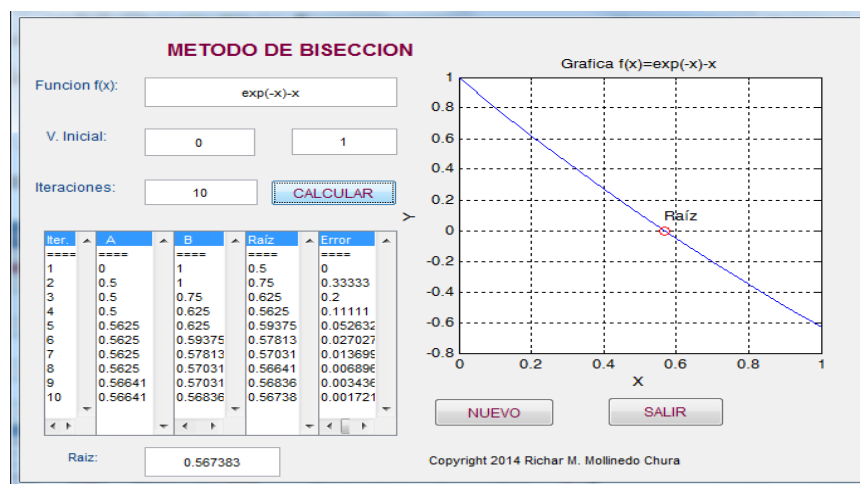 METODO DE BISECCION
Funcion f(x): exp(-x)-x
V. Inicial: 0 1
Iteraciones: 10 CALCULAR
Iter. A B Raíz Error
==== ==== ==== ==== ====
1 0 1 0.5 0
2 0.5 1 0.75 0.33333
3 0.5 0.75 0.625 0.2
4 0.5 0.625 0.5625 0.11111
5 0.5625 0.625 0.59375 0.052632
6 0.5625 0.59375 0.57813 0.027027
7 0.5625 0.57813 0.57031 0.013699
8 0.5625 0.57031 0.56641 0.006896
9 0.56641 0.57031 0.56836 0.003436
10 0.56641 0.56836 0.56738 0.001721
Raiz: 0.567383
Grafica f(x)=exp(-x)-x
1
0.8
0.6
0.4
0.2
0
-0.2
-0.4
-0.6
-0.8
Y
Raíz
0 0.2 0.4 0.6 0.8 1
X
NUEVO SALIR
Copyright 2014 Richar M. Mollinedo Chura